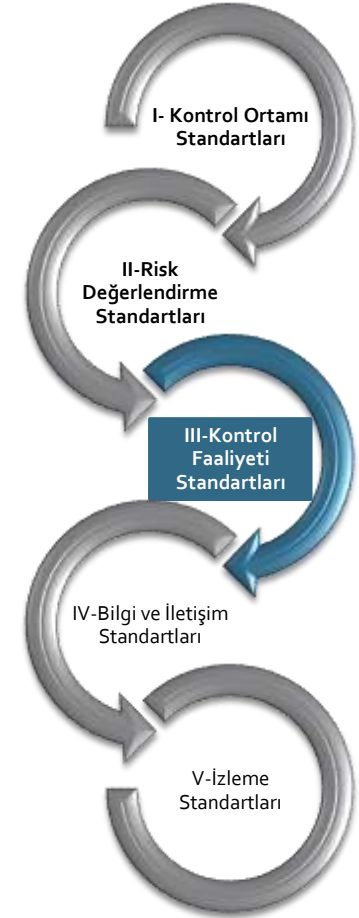 I- Kontrol Ortamı
Standartları
II-Risk
Değerlendirme
Standartları
III-Kontrol
Faaliyeti
Standartları
IV-Bilgi ve İletişim
Standartları
V-İzleme
Standartları